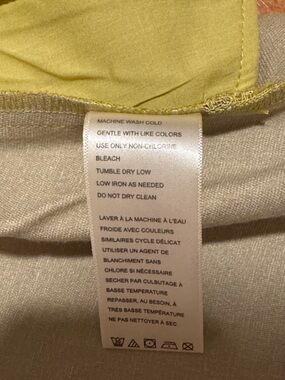 MACHINE WASH COLD
GENTLE WITH LIKE COLORS
USE ONLY NON-CHLORINE
BLEACH
TUMBLE DRY LOW
LOW IRON AS NEEDED
DO NOT DRY CLEAN
LAVER À LA MACHINE À L'EAU
FROIDE AVEC COULEURS
SIMILAIRES CYCLE DÉLICAT
UTILISER UN AGENT DE
BLANCHIMENT SANS
CHLORE SI NÉCESSAIRE
SECHER PAR CULBUTAGE À
BASSE TEMPERATURE
REPASSER, AU BESOIN, À
TRÈS BASSE TEMPÉRATURE
NE PAS NETTOYER À SEC